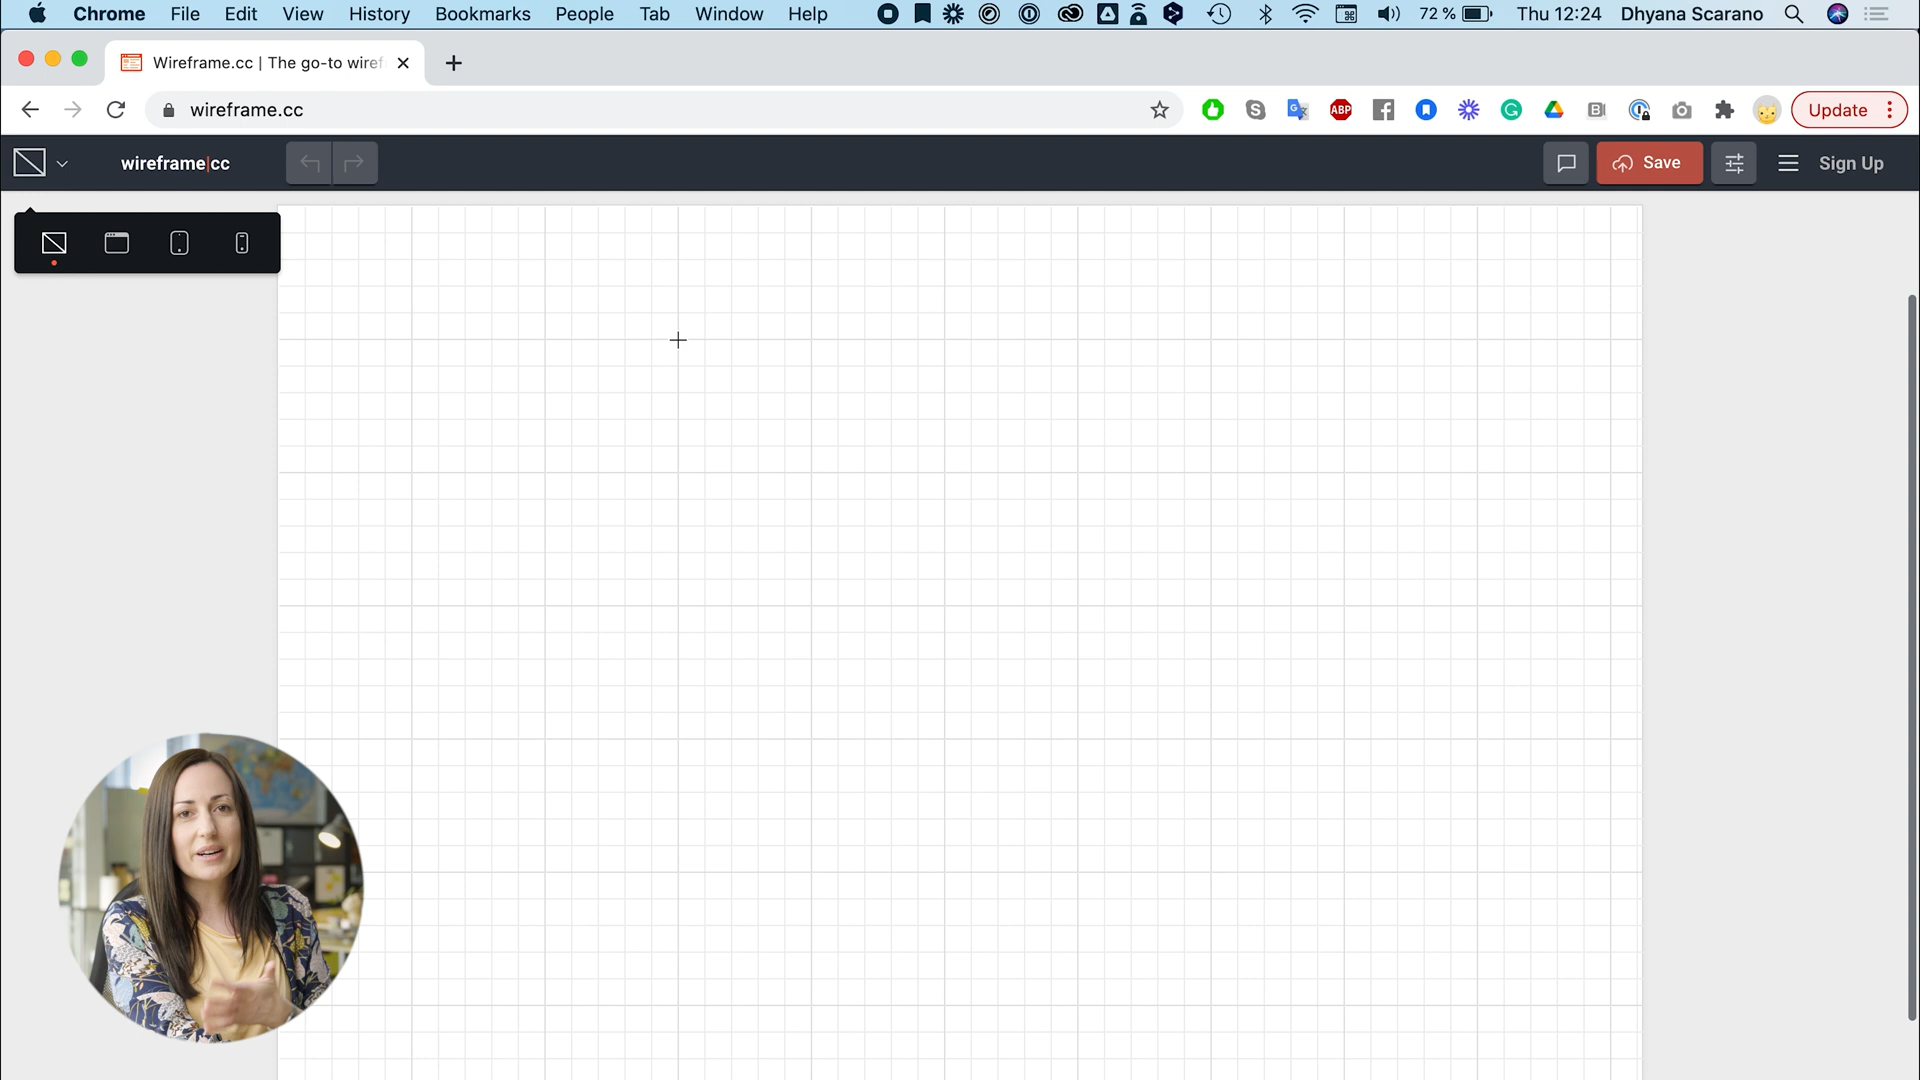 Chrome File Edit View History Bookmarks People Tab Window Help 72 % Thu 12:24 Dhyana Scarano
Wireframe.cc | The go-to wiref
wireframe.cc
ABP
Update
wireframe|cc
Save
Sign Up